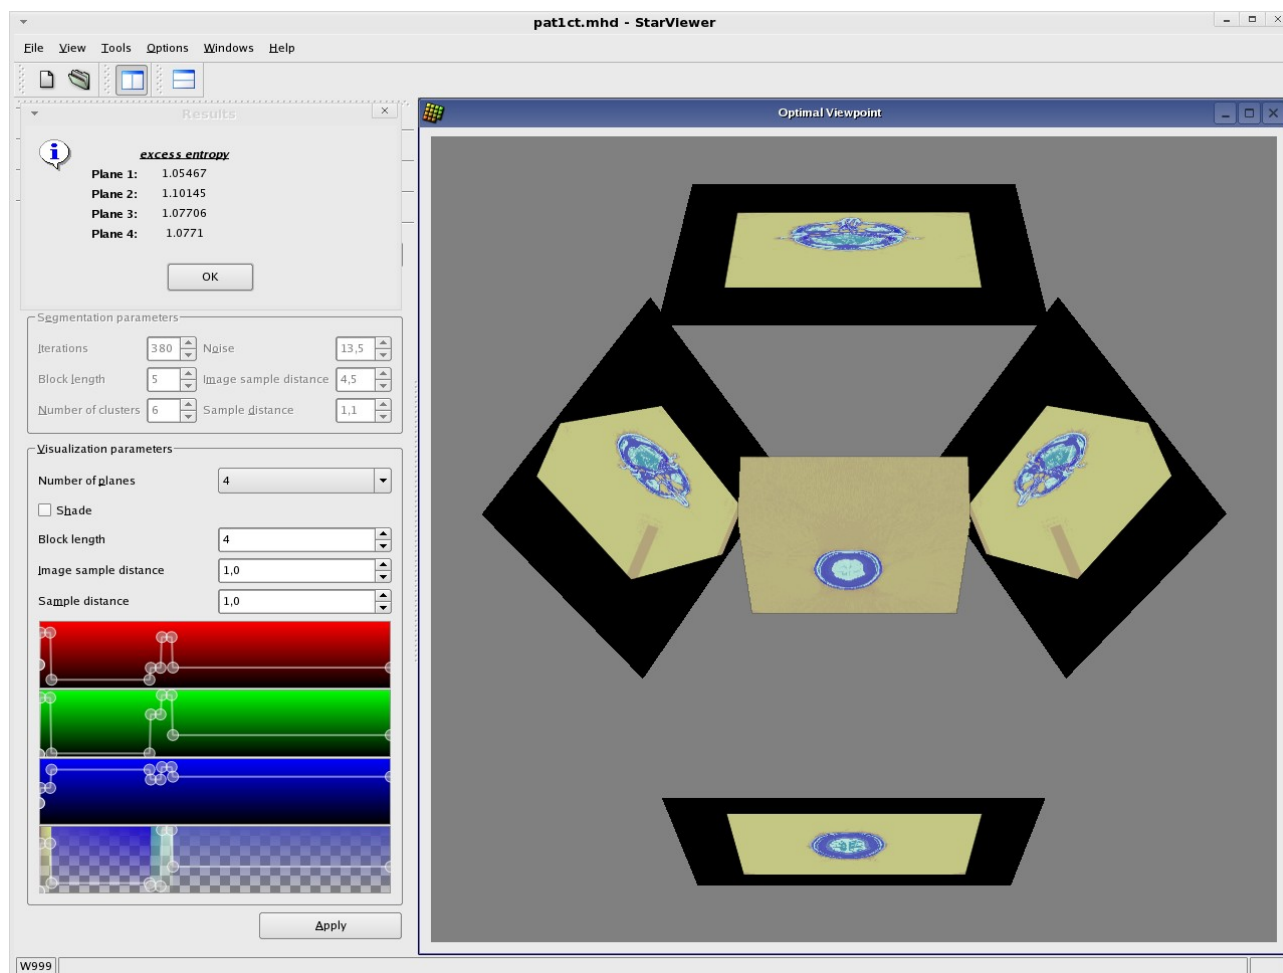 pat1ct.mhd - StarViewer
File View Tools Options Windows Help
Results
Optimal Viewpoint
excess entropy
Plane 1: 1.05467
Plane 2: 1.10145
Plane 3: 1.07706
Plane 4: 1.0771
OK
Segmentation parameters
Iterations 380 Noise 13,5
Block length 5 Image sample distance 4,5
Number of clusters 6 Sample distance 1,1
Visualization parameters
Number of planes 4
Shade
Block length 4
Image sample distance 1,0
Sample distance 1,0
Apply
W999